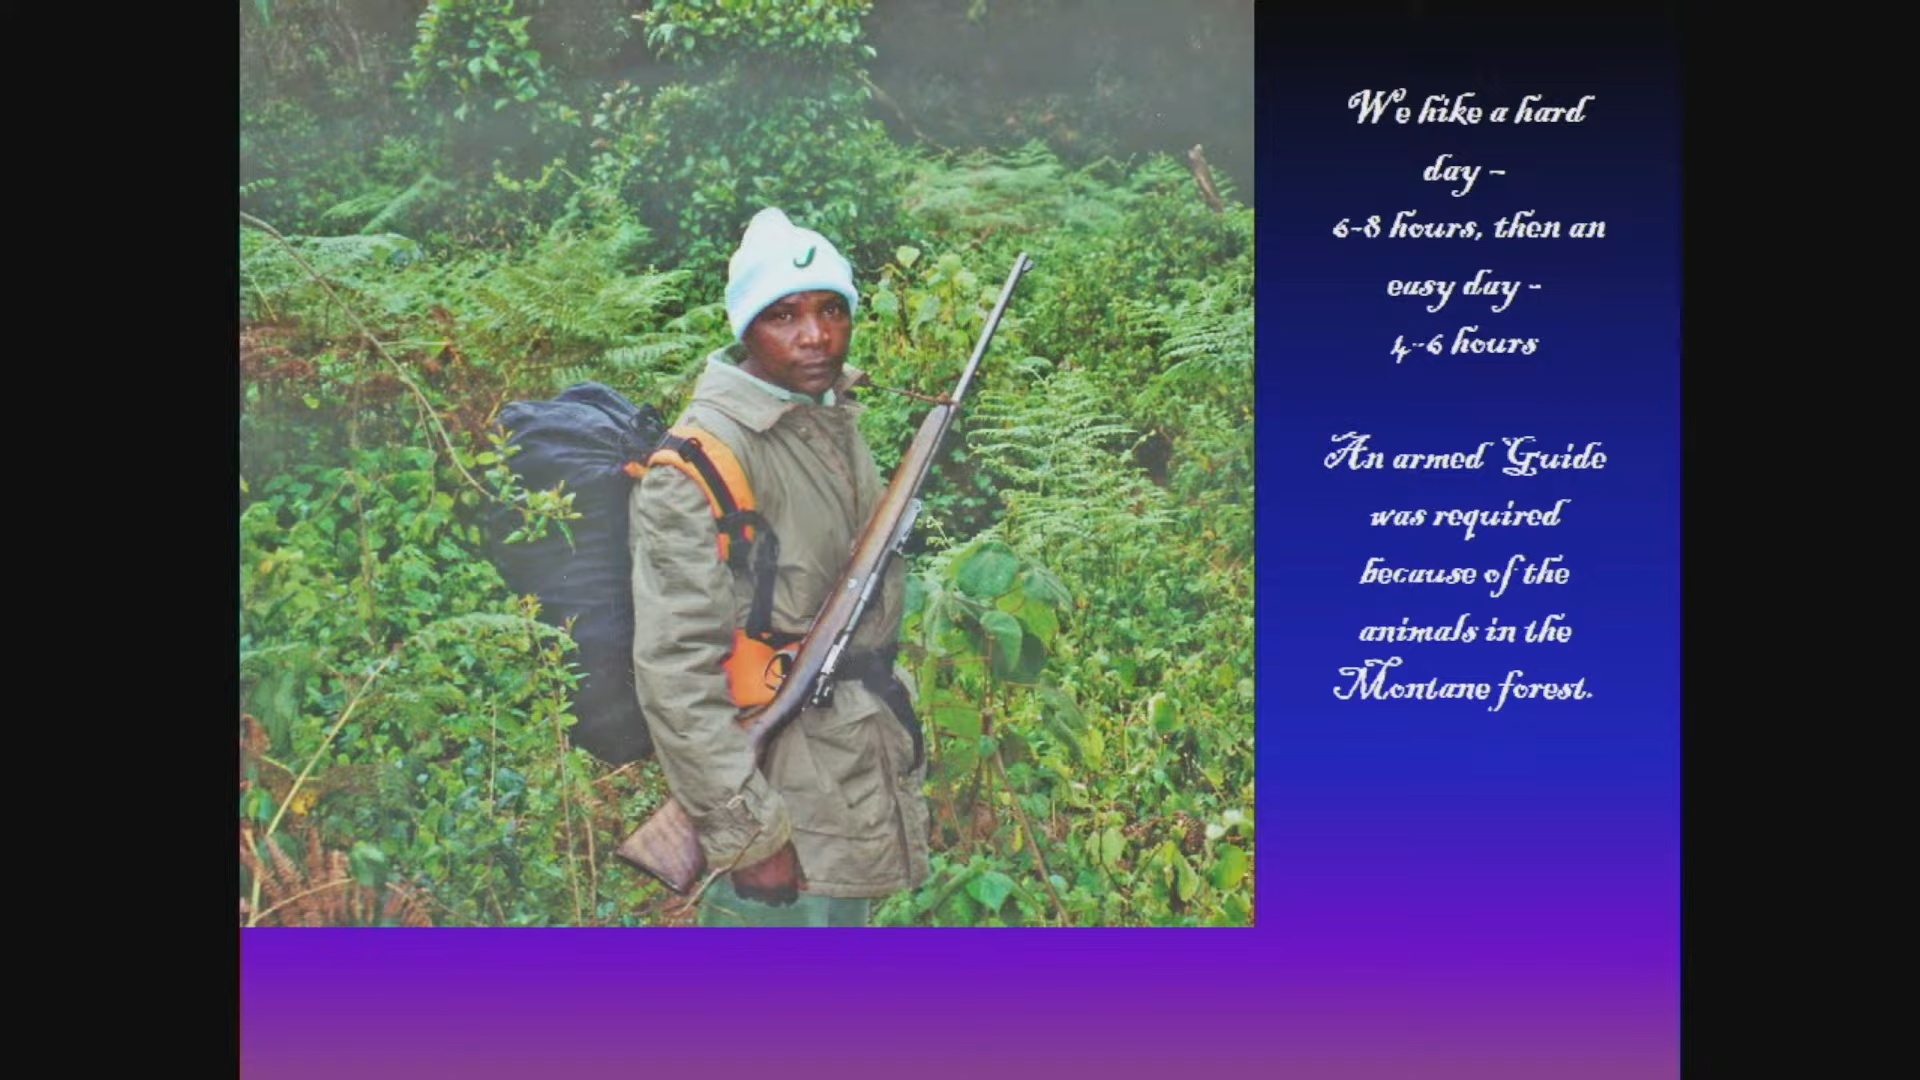 We hike a hard
day -
6-8 hours, then an
easy day -
4-6 hours
An armed Guide
was required
because of the
animals in the
Montane forest.